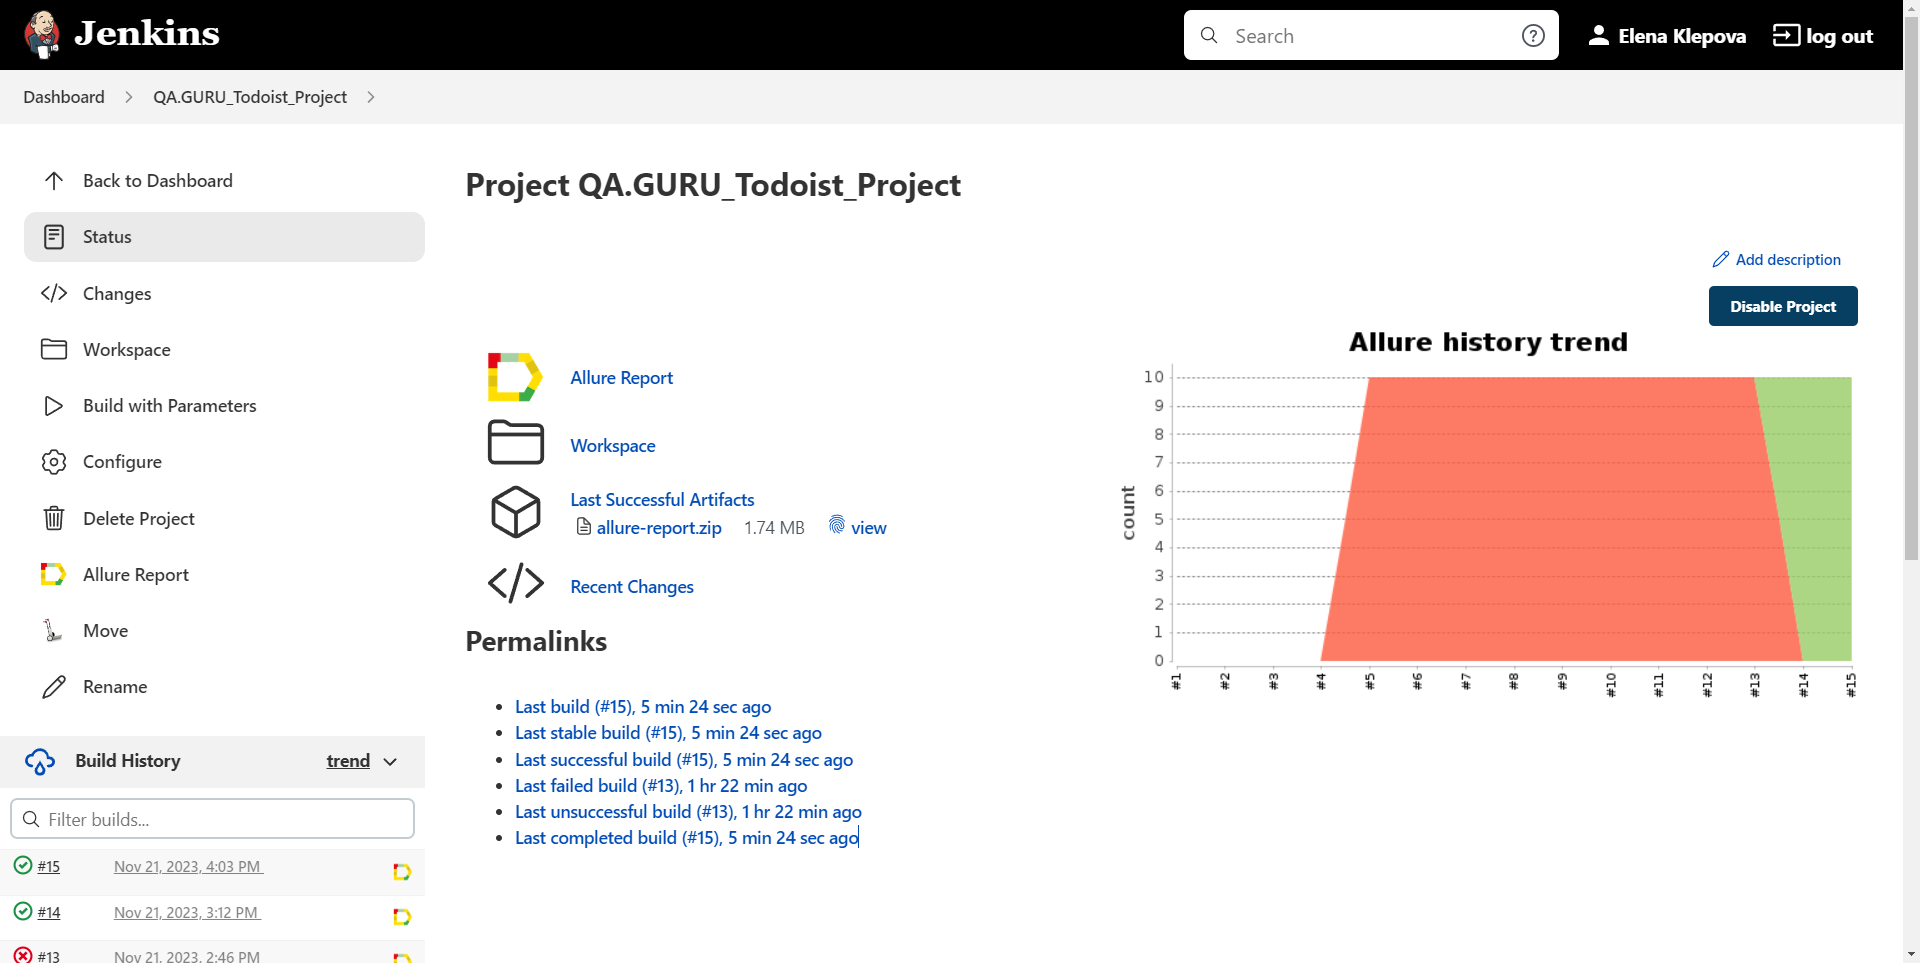 Jenkins
Search
Elena Klepova
log out
Dashboard
QA.GURU_Todoist_Project
Back to Dashboard
Status
Changes
Workspace
Build with Parameters
Configure
Delete Project
Allure Report
Move
Rename
Build History
trend
Filter builds...
#15 Nov 21, 2023, 4:03 PM
#14 Nov 21, 2023, 3:12 PM
#13 Nov 21, 2023, 2:46 PM
Project QA.GURU_Todoist_Project
Add description
Disable Project
Allure Report
Workspace
Last Successful Artifacts
allure-report.zip 1.74 MB view
Recent Changes
Permalinks
Last build (#15), 5 min 24 sec ago
Last stable build (#15), 5 min 24 sec ago
Last successful build (#15), 5 min 24 sec ago
Last failed build (#13), 1 hr 22 min ago
Last unsuccessful build (#13), 1 hr 22 min ago
Last completed build (#15), 5 min 24 sec ago
Allure history trend
count
10
9
8
7
6
5
4
3
2
1
0
#1 #2 #3 #4 #5 #6 #7 #8 #9 #10 #11 #12 #13 #14 #15